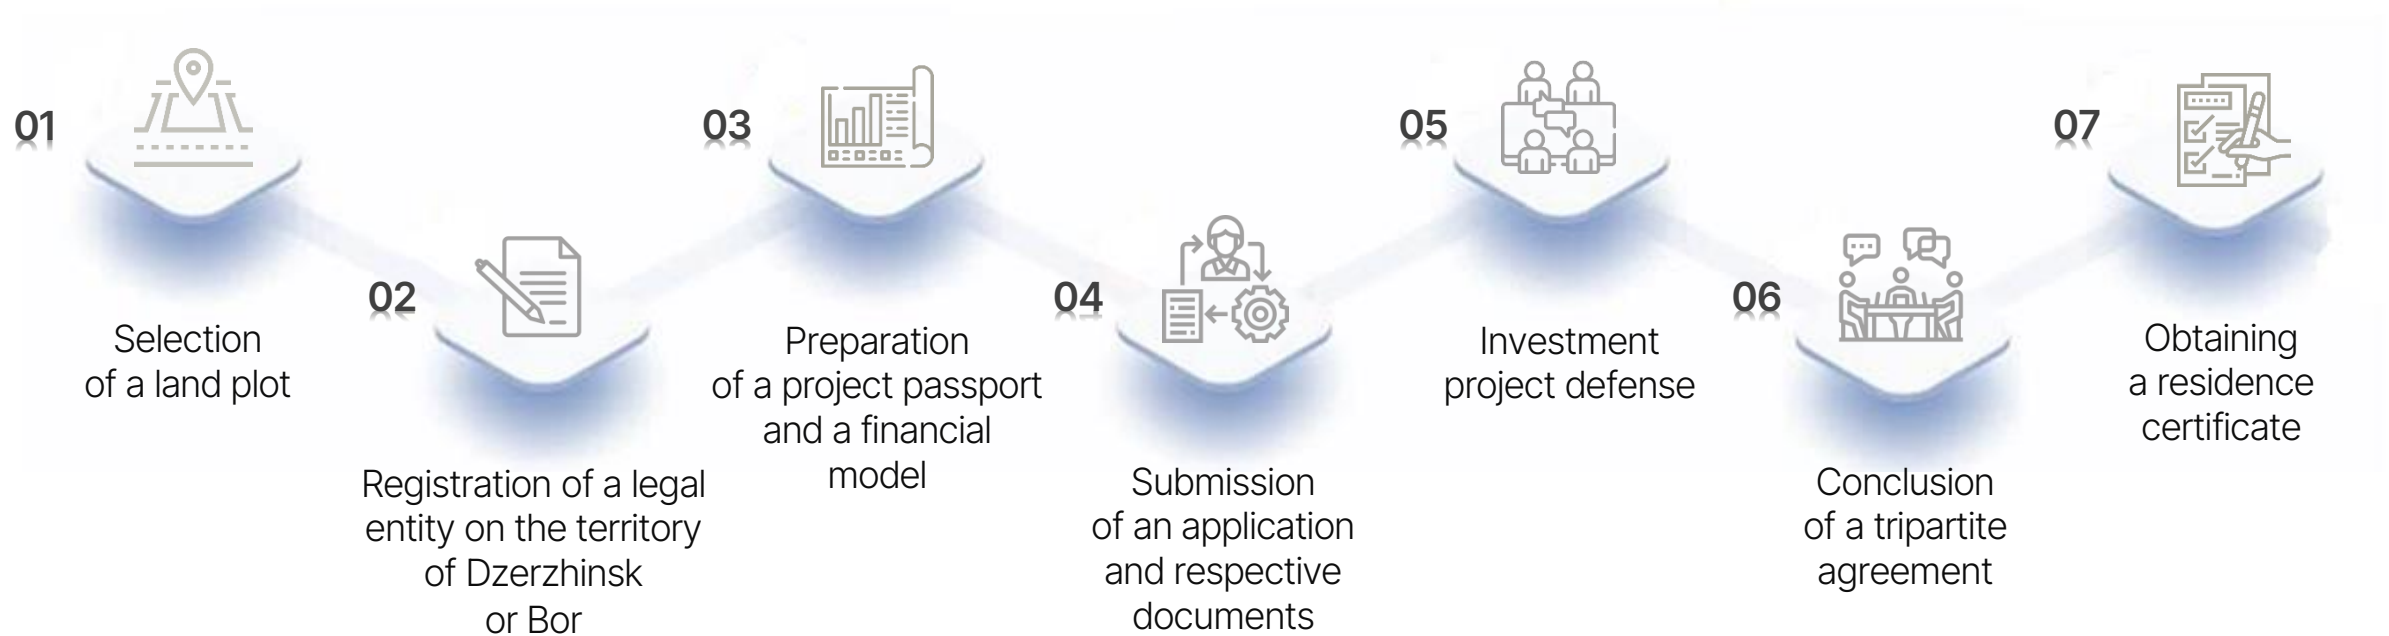 01
Selection
of a land plot
02
Registration of a legal
entity on the territory
of Dzerzhinsk
or Bor
03
Preparation
of a project passport
and a financial
model
04
Submission
of an application
and respective
documents
05
Investment
project defense
06
Conclusion
of a tripartite
agreement
07
Obtaining
a residence
certificate